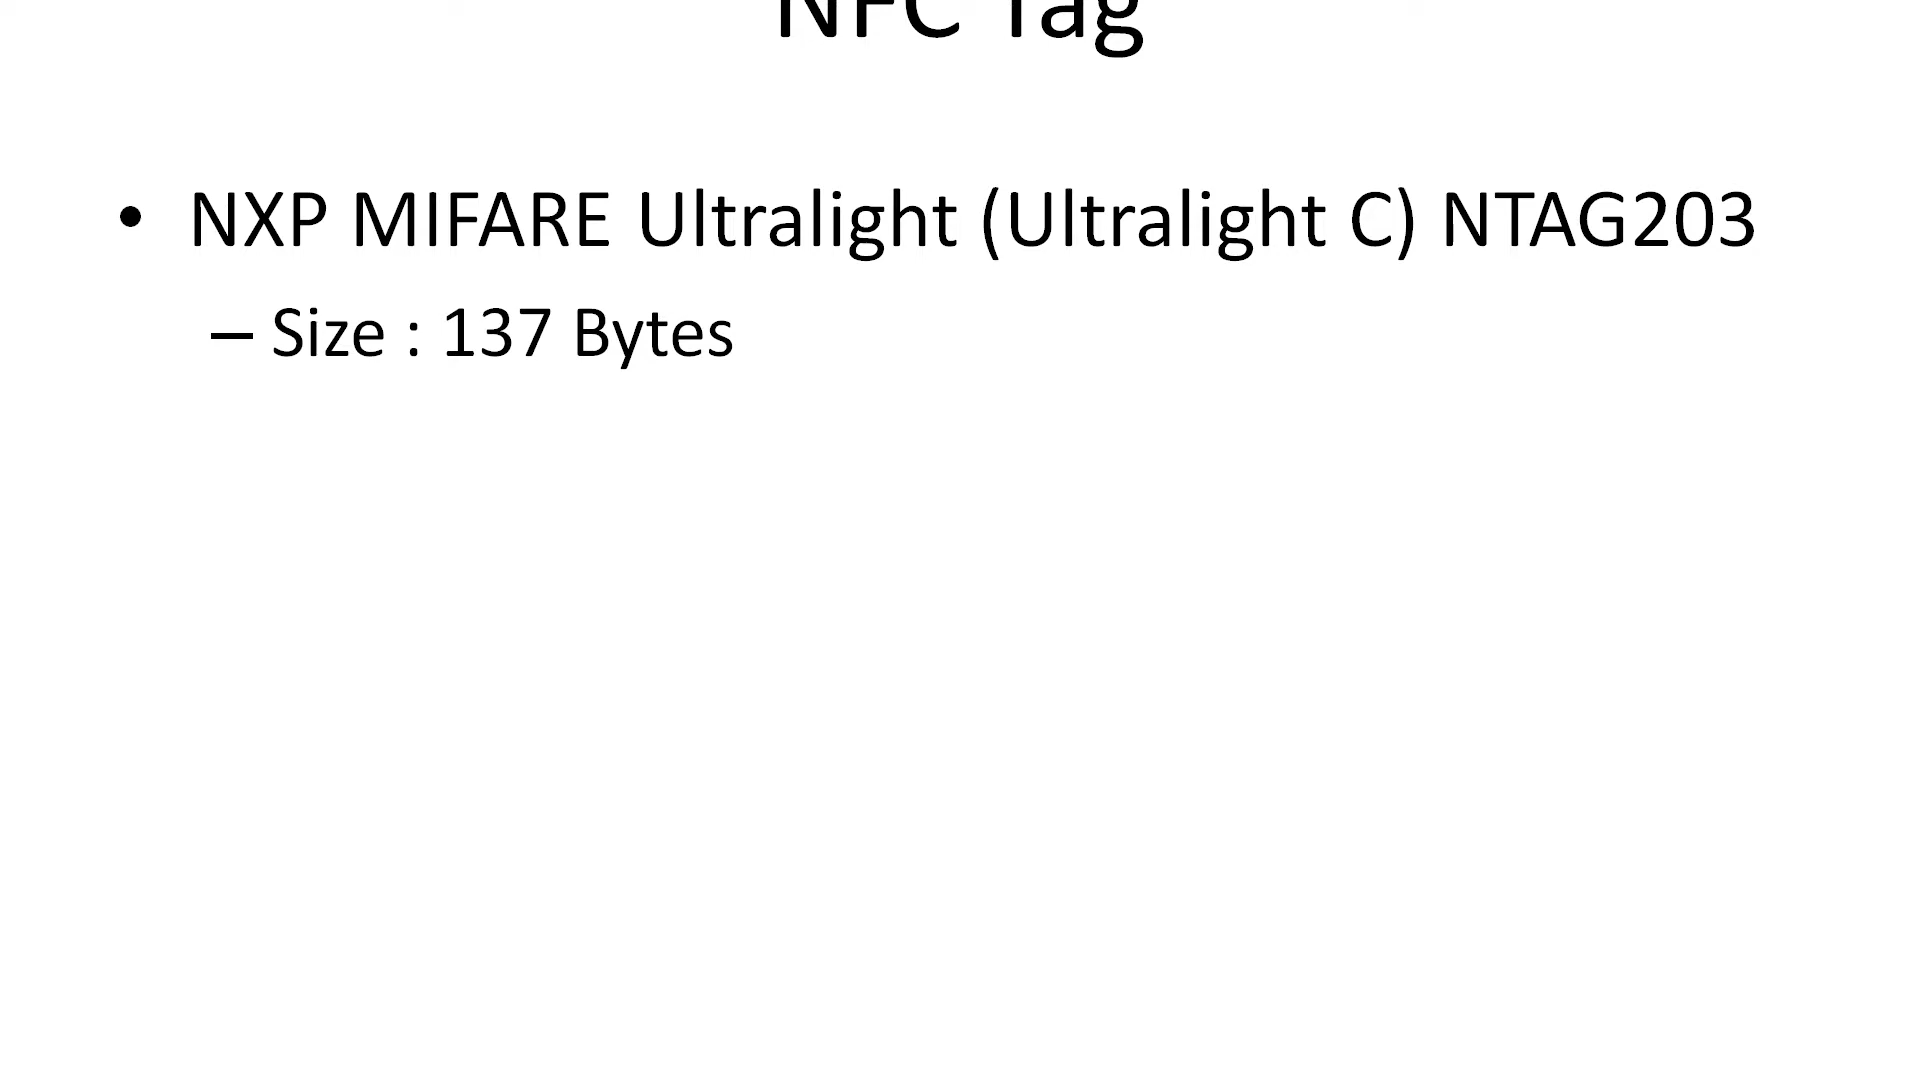 NFC Tag
• NXP MIFARE Ultralight (Ultralight C) NTAG203
– Size : 137 Bytes